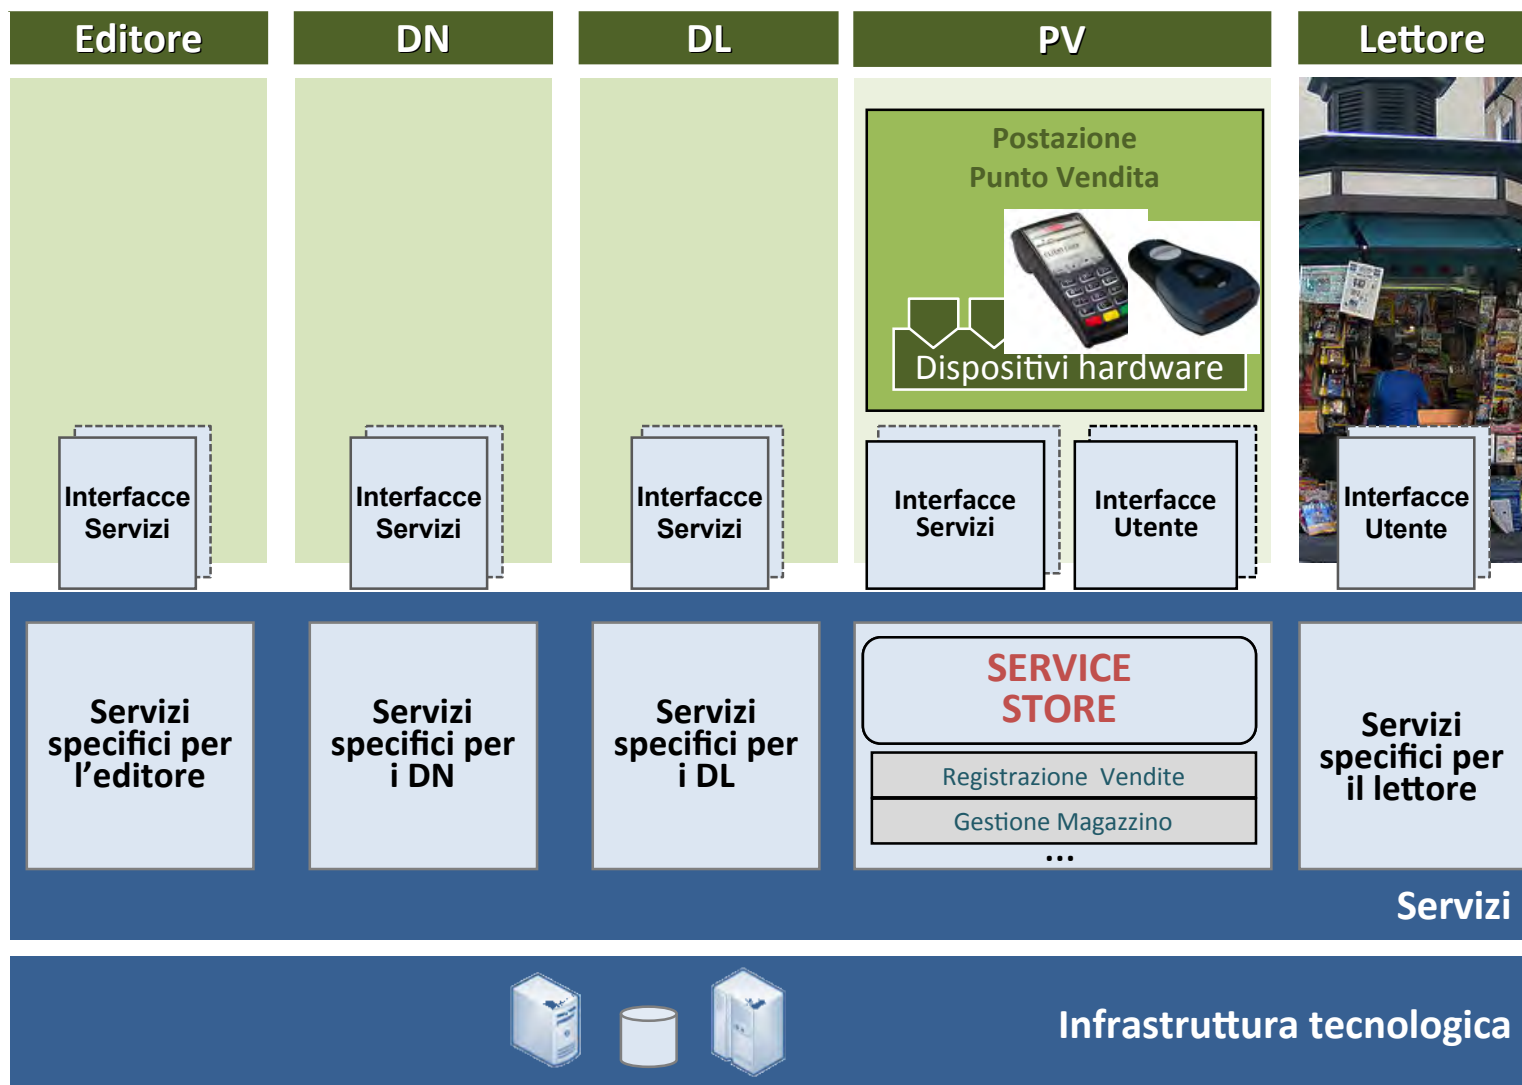 Editore
DN
DL
PV
Lettore
Postazione
Punto Vendita
Dispositivi hardware
Interfacce
Servizi
Interfacce
Servizi
Interfacce
Servizi
Interfacce
Servizi
Interfacce
Utente
Interfacce
Utente
Servizi
specifici per
l’editore
Servizi
specifici per
i DN
Servizi
specifici per
i DL
SERVICE
STORE
Registrazione Vendite
Gestione Magazzino
...
Servizi
specifici per
il lettore
Servizi
Infrastruttura tecnologica